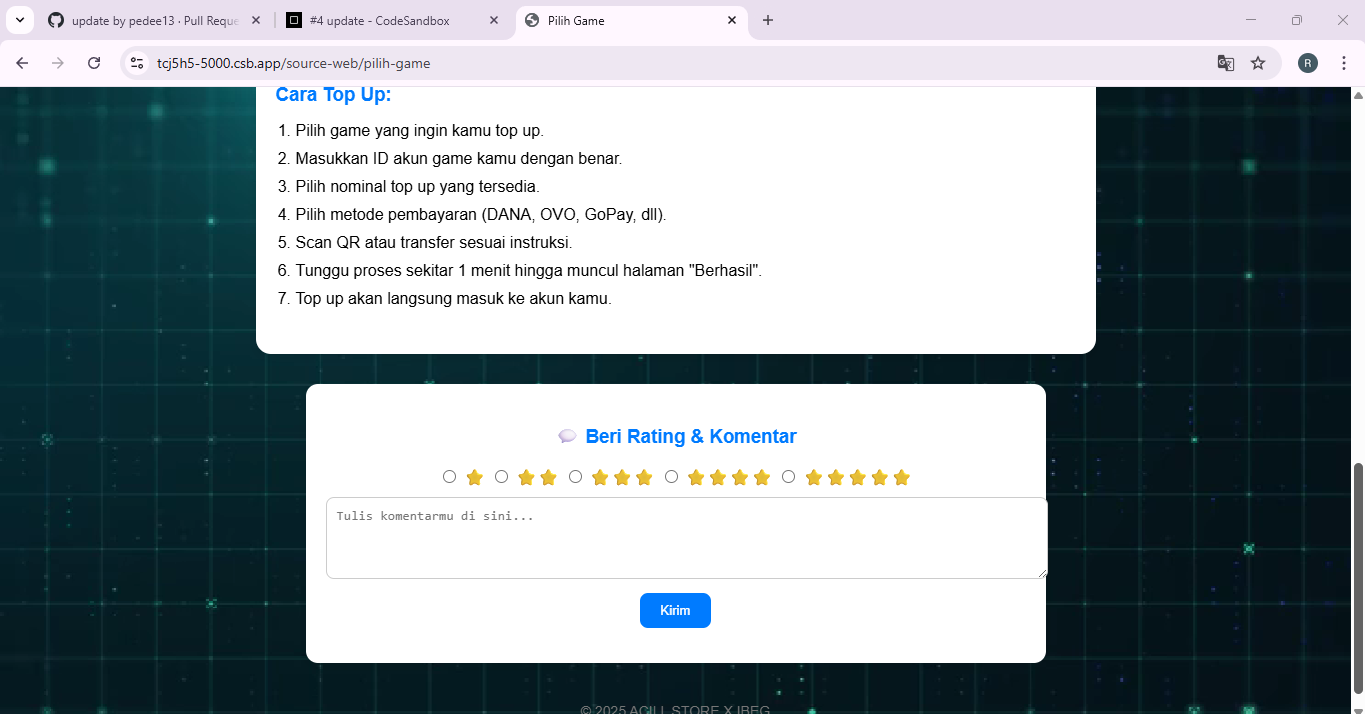 update by pedee13 · Pull Reque
#4 update - CodeSandbox
Pilih Game
tcj5h5-5000.csb.app/source-web/pilih-game
R
Cara Top Up:
1. Pilih game yang ingin kamu top up.
2. Masukkan ID akun game kamu dengan benar.
3. Pilih nominal top up yang tersedia.
4. Pilih metode pembayaran (DANA, OVO, GoPay, dll).
5. Scan QR atau transfer sesuai instruksi.
6. Tunggu proses sekitar 1 menit hingga muncul halaman "Berhasil".
7. Top up akan langsung masuk ke akun kamu.
Beri Rating & Komentar
Tulis komentarmu di sini...
Kirim
© 2025 ACILL STORE X IBEG